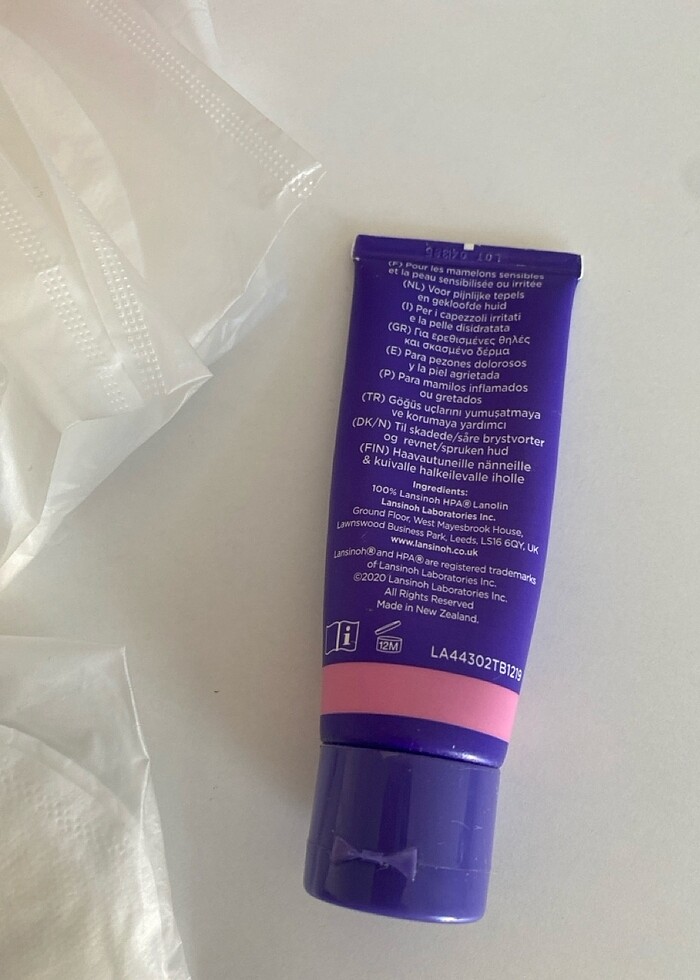 (F) Pour les mamelons sensibles
et la peau sensibilisée ou irritée
(NL) Voor pijnlijke tepels
en gekloofde huid
(I) Per i capezzoli irritati
e la pelle disidratata
(GR) Για ερεθισμένες θηλές
και σκασμένο δέρμα
(E) Para pezones dolorosos
y la piel agrietada
(P) Para mamilos inflamados
ou gretados
(TR) Göğüs uçlarını yumuşatmaya
ve korumaya yardımcı
(DK/N) Til skadede/såre brystvorter
og revnet/sprukken hud
(FIN) Haavautuneille nänneille
& kuivalle halkeilevalle iholle
Ingredients:
100% Lansinoh HPA® Lanolin
Lansinoh Laboratories Inc.
Ground Floor, West Mayesbrook House,
Lawnswood Business Park, Leeds, LS16 6QY, UK
www.lansinoh.co.uk
Lansinoh® and HPA® are registered trademarks
of Lansinoh Laboratories Inc.
©2020 Lansinoh Laboratories Inc.
All Rights Reserved
Made in New Zealand.
12M
LA44302TB1219